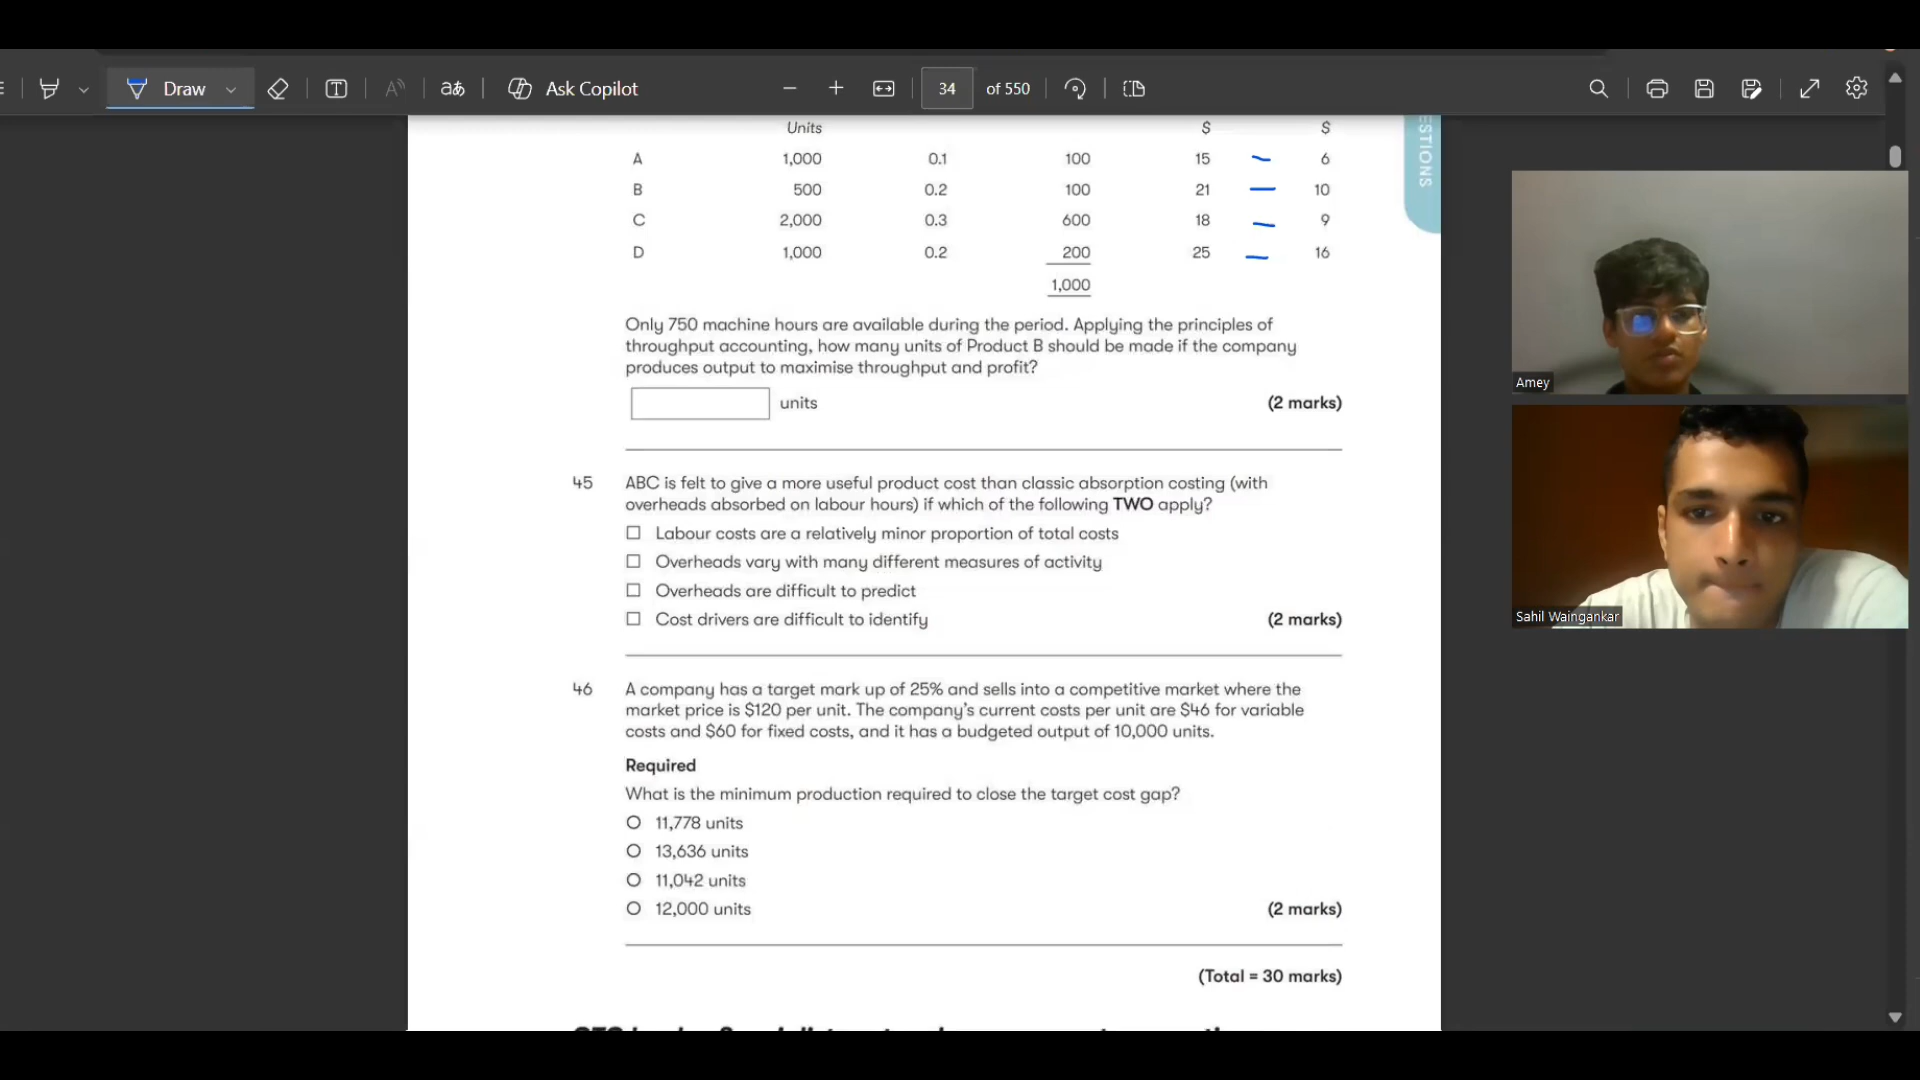 Draw
Ask Copilot
34 of 550
Units $ $
A 1,000 0.1 100 15 6
B 500 0.2 100 21 10
C 2,000 0.3 600 18 9
D 1,000 0.2 200 25 16
1,000
Only 750 machine hours are available during the period. Applying the principles of
throughput accounting, how many units of Product B should be made if the company
produces output to maximise throughput and profit?
units (2 marks)
45 ABC is felt to give a more useful product cost than classic absorption costing (with
overheads absorbed on labour hours) if which of the following TWO apply?
Labour costs are a relatively minor proportion of total costs
Overheads vary with many different measures of activity
Overheads are difficult to predict
Cost drivers are difficult to identify (2 marks)
46 A company has a target mark up of 25% and sells into a competitive market where the
market price is $120 per unit. The company's current costs per unit are $46 for variable
costs and $60 for fixed costs, and it has a budgeted output of 10,000 units.
Required
What is the minimum production required to close the target cost gap?
11,778 units
13,636 units
11,042 units
12,000 units (2 marks)
(Total = 30 marks)
Amey
Sahil Waingankar